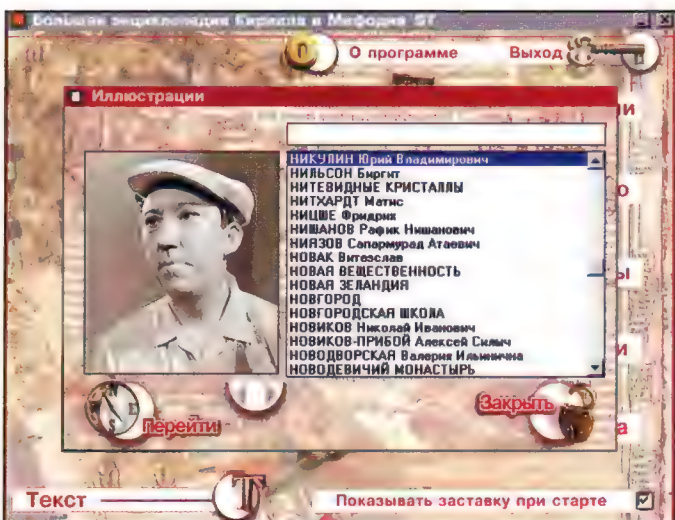 Большая энциклопедия Кирилла и Мефодия '97
О программе
Выход
Иллюстрации
НИКУЛИН Юрий Владимирович
НИЛЬСОН Биргит
НИТЕВИДНЫЕ КРИСТАЛЛЫ
НИТХАРДТ Матис
НИЦШЕ Фридрих
НИШАНОВ Рафик Нишанович
НИЯЗОВ Сапармурад Атаевич
НОВАК Витезслав
НОВАЯ ВЕЩЕСТВЕННОСТЬ
НОВАЯ ЗЕЛАНДИЯ
НОВГОРОД
НОВГОРОДСКАЯ ШКОЛА
НОВИКОВ Николай Иванович
НОВИКОВ-ПРИБОЙ Алексей Силыч
НОВОДВОРСКАЯ Валерия Ильинична
НОВОДЕВИЧИЙ МОНАСТЫРЬ
Перейти
Закрыть
Текст
Т
Показывать заставку при старте